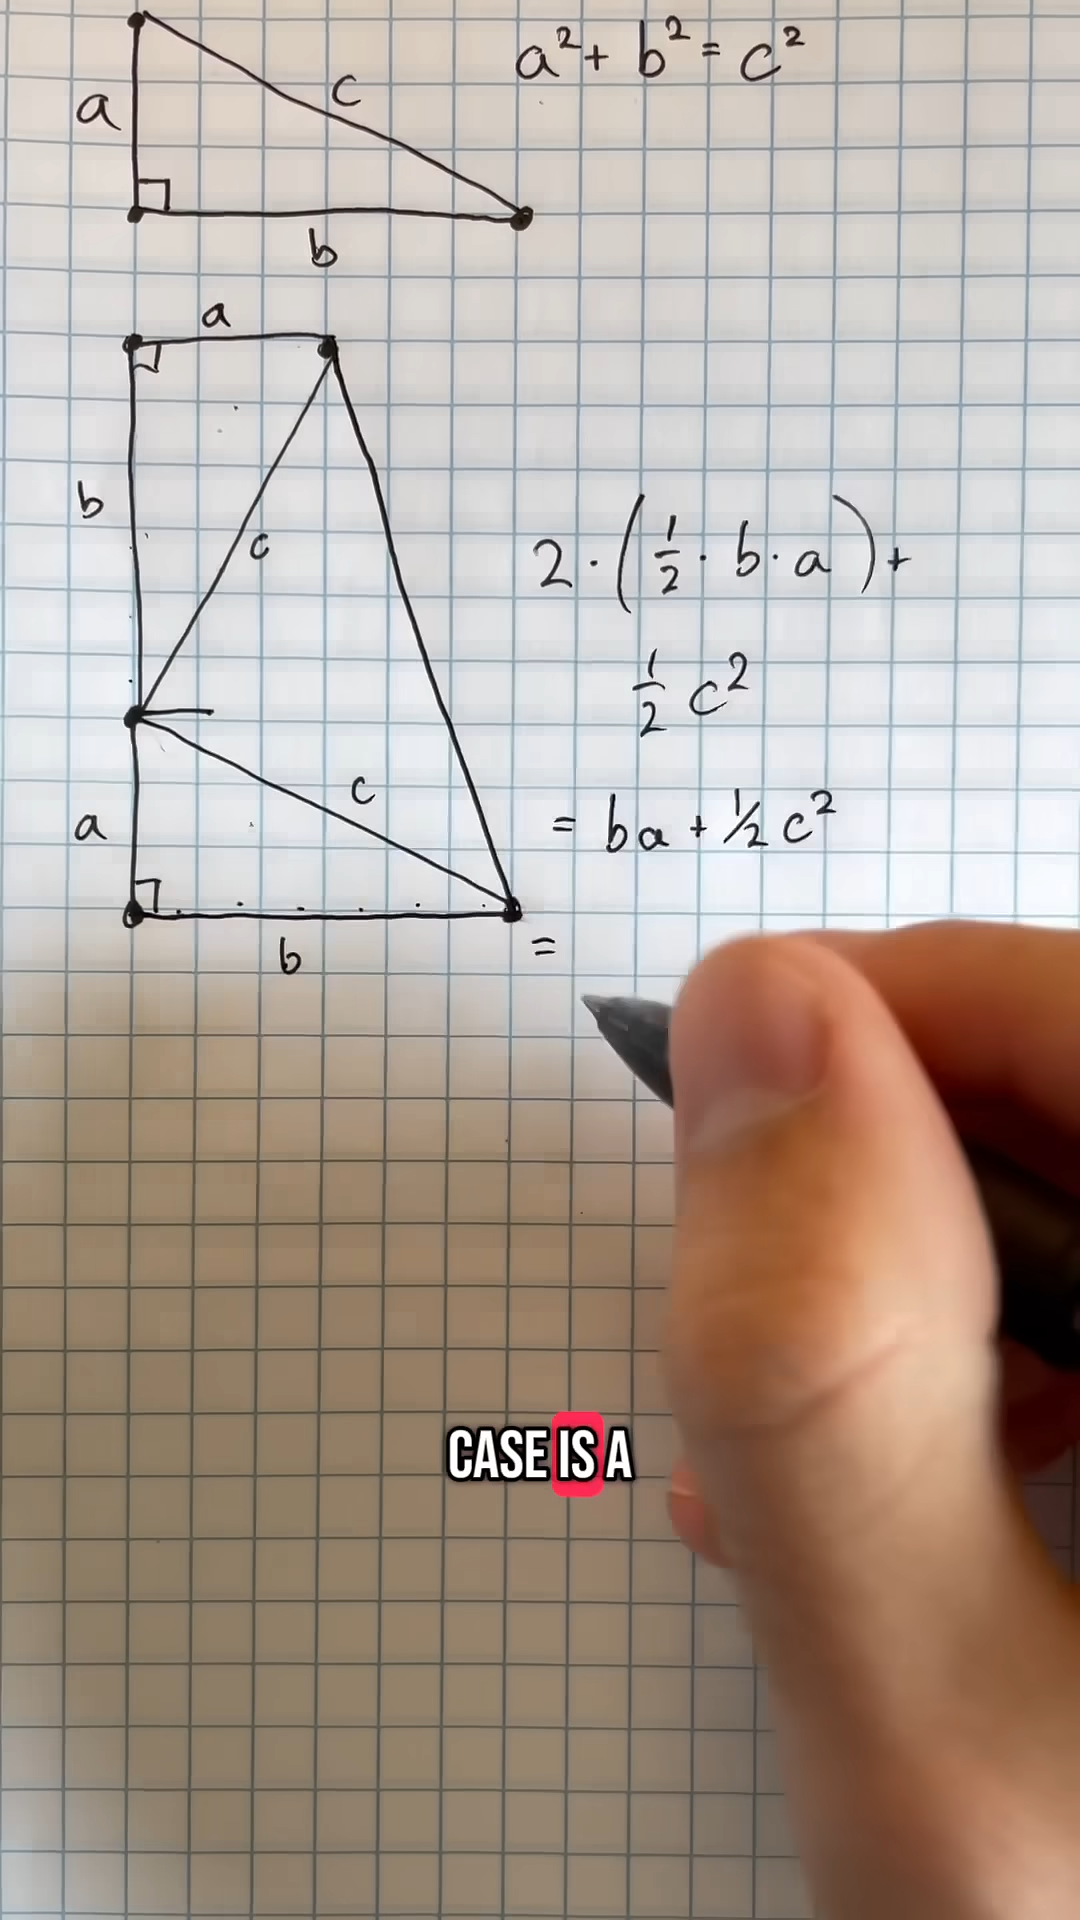 a² + b² = c²
a
c
b
a
b
c
2 · (½ · b · a) +
½ c²
c
a
= ba + ½ c²
b
=
CASE IS A